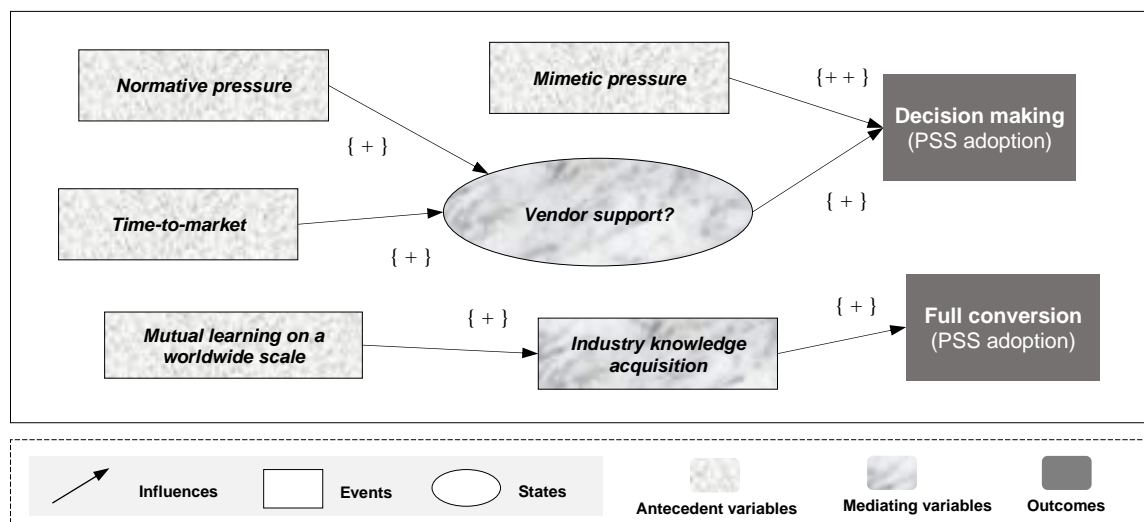 Normative pressure
Mimetic pressure
{+ +}
Decision making
(PSS adoption)
{ + }
Vendor support?
{ + }
Time-to-market
{ + }
Mutual learning on a
worldwide scale
{ + }
Industry knowledge
acquisition
{ + }
Full conversion
(PSS adoption)
Influences
Events
States
Antecedent variables
Mediating variables
Outcomes